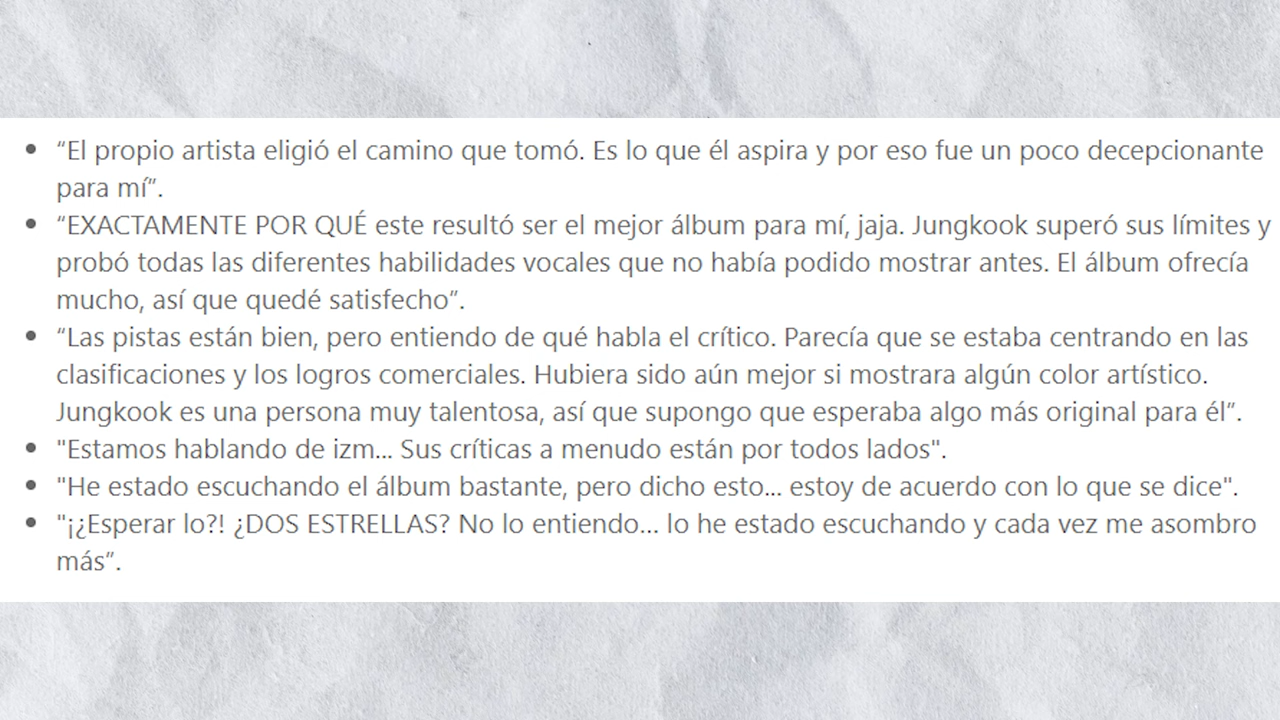 • “El propio artista eligió el camino que tomó. Es lo que él aspira y por eso fue un poco decepcionante
para mí”.
• “EXACTAMENTE POR QUÉ este resultó ser el mejor álbum para mí, jaja. Jungkook superó sus límites y
probó todas las diferentes habilidades vocales que no había podido mostrar antes. El álbum ofrecía
mucho, así que quedé satisfecho”.
• “Las pistas están bien, pero entiendo de qué habla el crítico. Parecía que se estaba centrando en las
clasificaciones y los logros comerciales. Hubiera sido aún mejor si mostrara algún color artístico.
Jungkook es una persona muy talentosa, así que supongo que esperaba algo más original para él”.
• "Estamos hablando de izm... Sus críticas a menudo están por todos lados".
• "He estado escuchando el álbum bastante, pero dicho esto... estoy de acuerdo con lo que se dice".
• "¡¿Esperar lo?! ¿DOS ESTRELLAS? No lo entiendo... lo he estado escuchando y cada vez me asombro
más”.